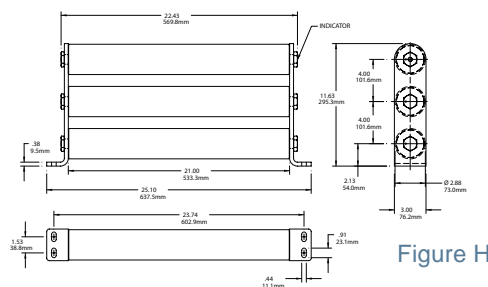 22.43
569.8mm
INDICATOR
4.00
101.6mm
11.63
295.3mm
4.00
101.6mm
.38
9.5mm
21.00
533.3mm
2.13
54.0mm
Ø 2.88
73.0mm
25.10
637.5mm
3.00
76.2mm
23.74
602.9mm
1.53
38.8mm
.91
23.1mm
.44
11.1mm
Figure H